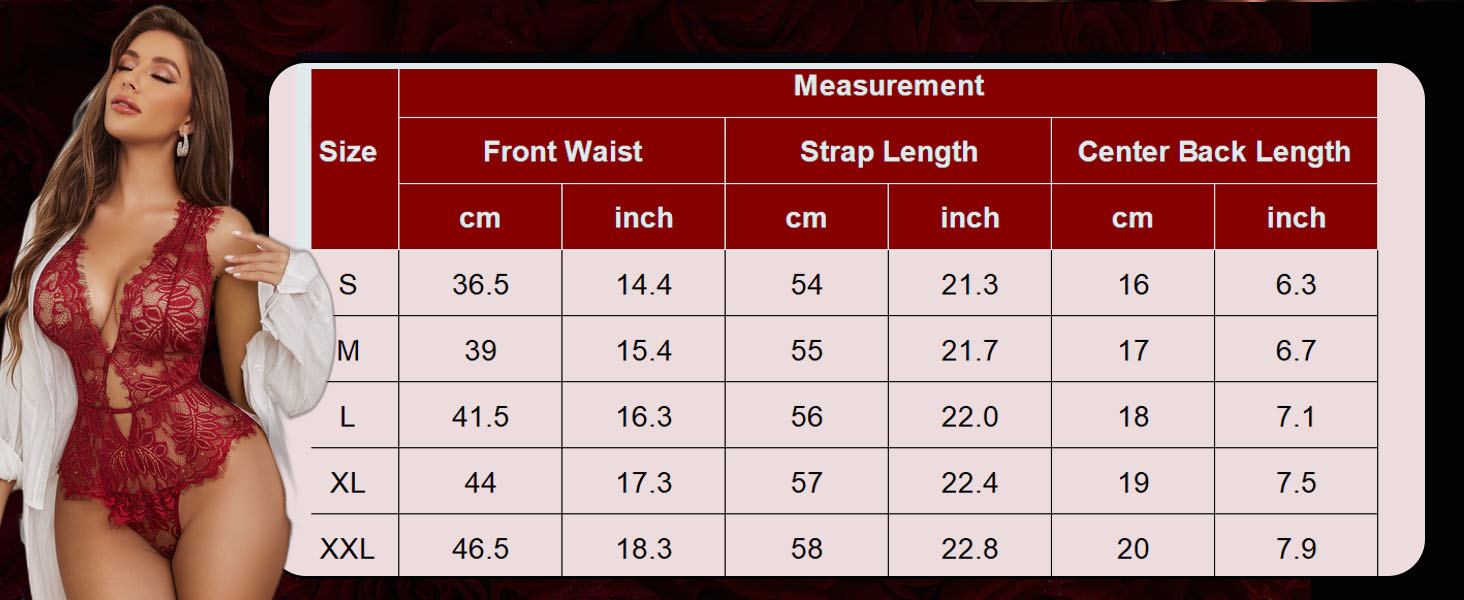 Measurement
Size Front Waist Strap Length Center Back Length
cm inch cm inch cm inch
S 36.5 14.4 54 21.3 16 6.3
M 39 15.4 55 21.7 17 6.7
L 41.5 16.3 56 22.0 18 7.1
XL 44 17.3 57 22.4 19 7.5
XXL 46.5 18.3 58 22.8 20 7.9